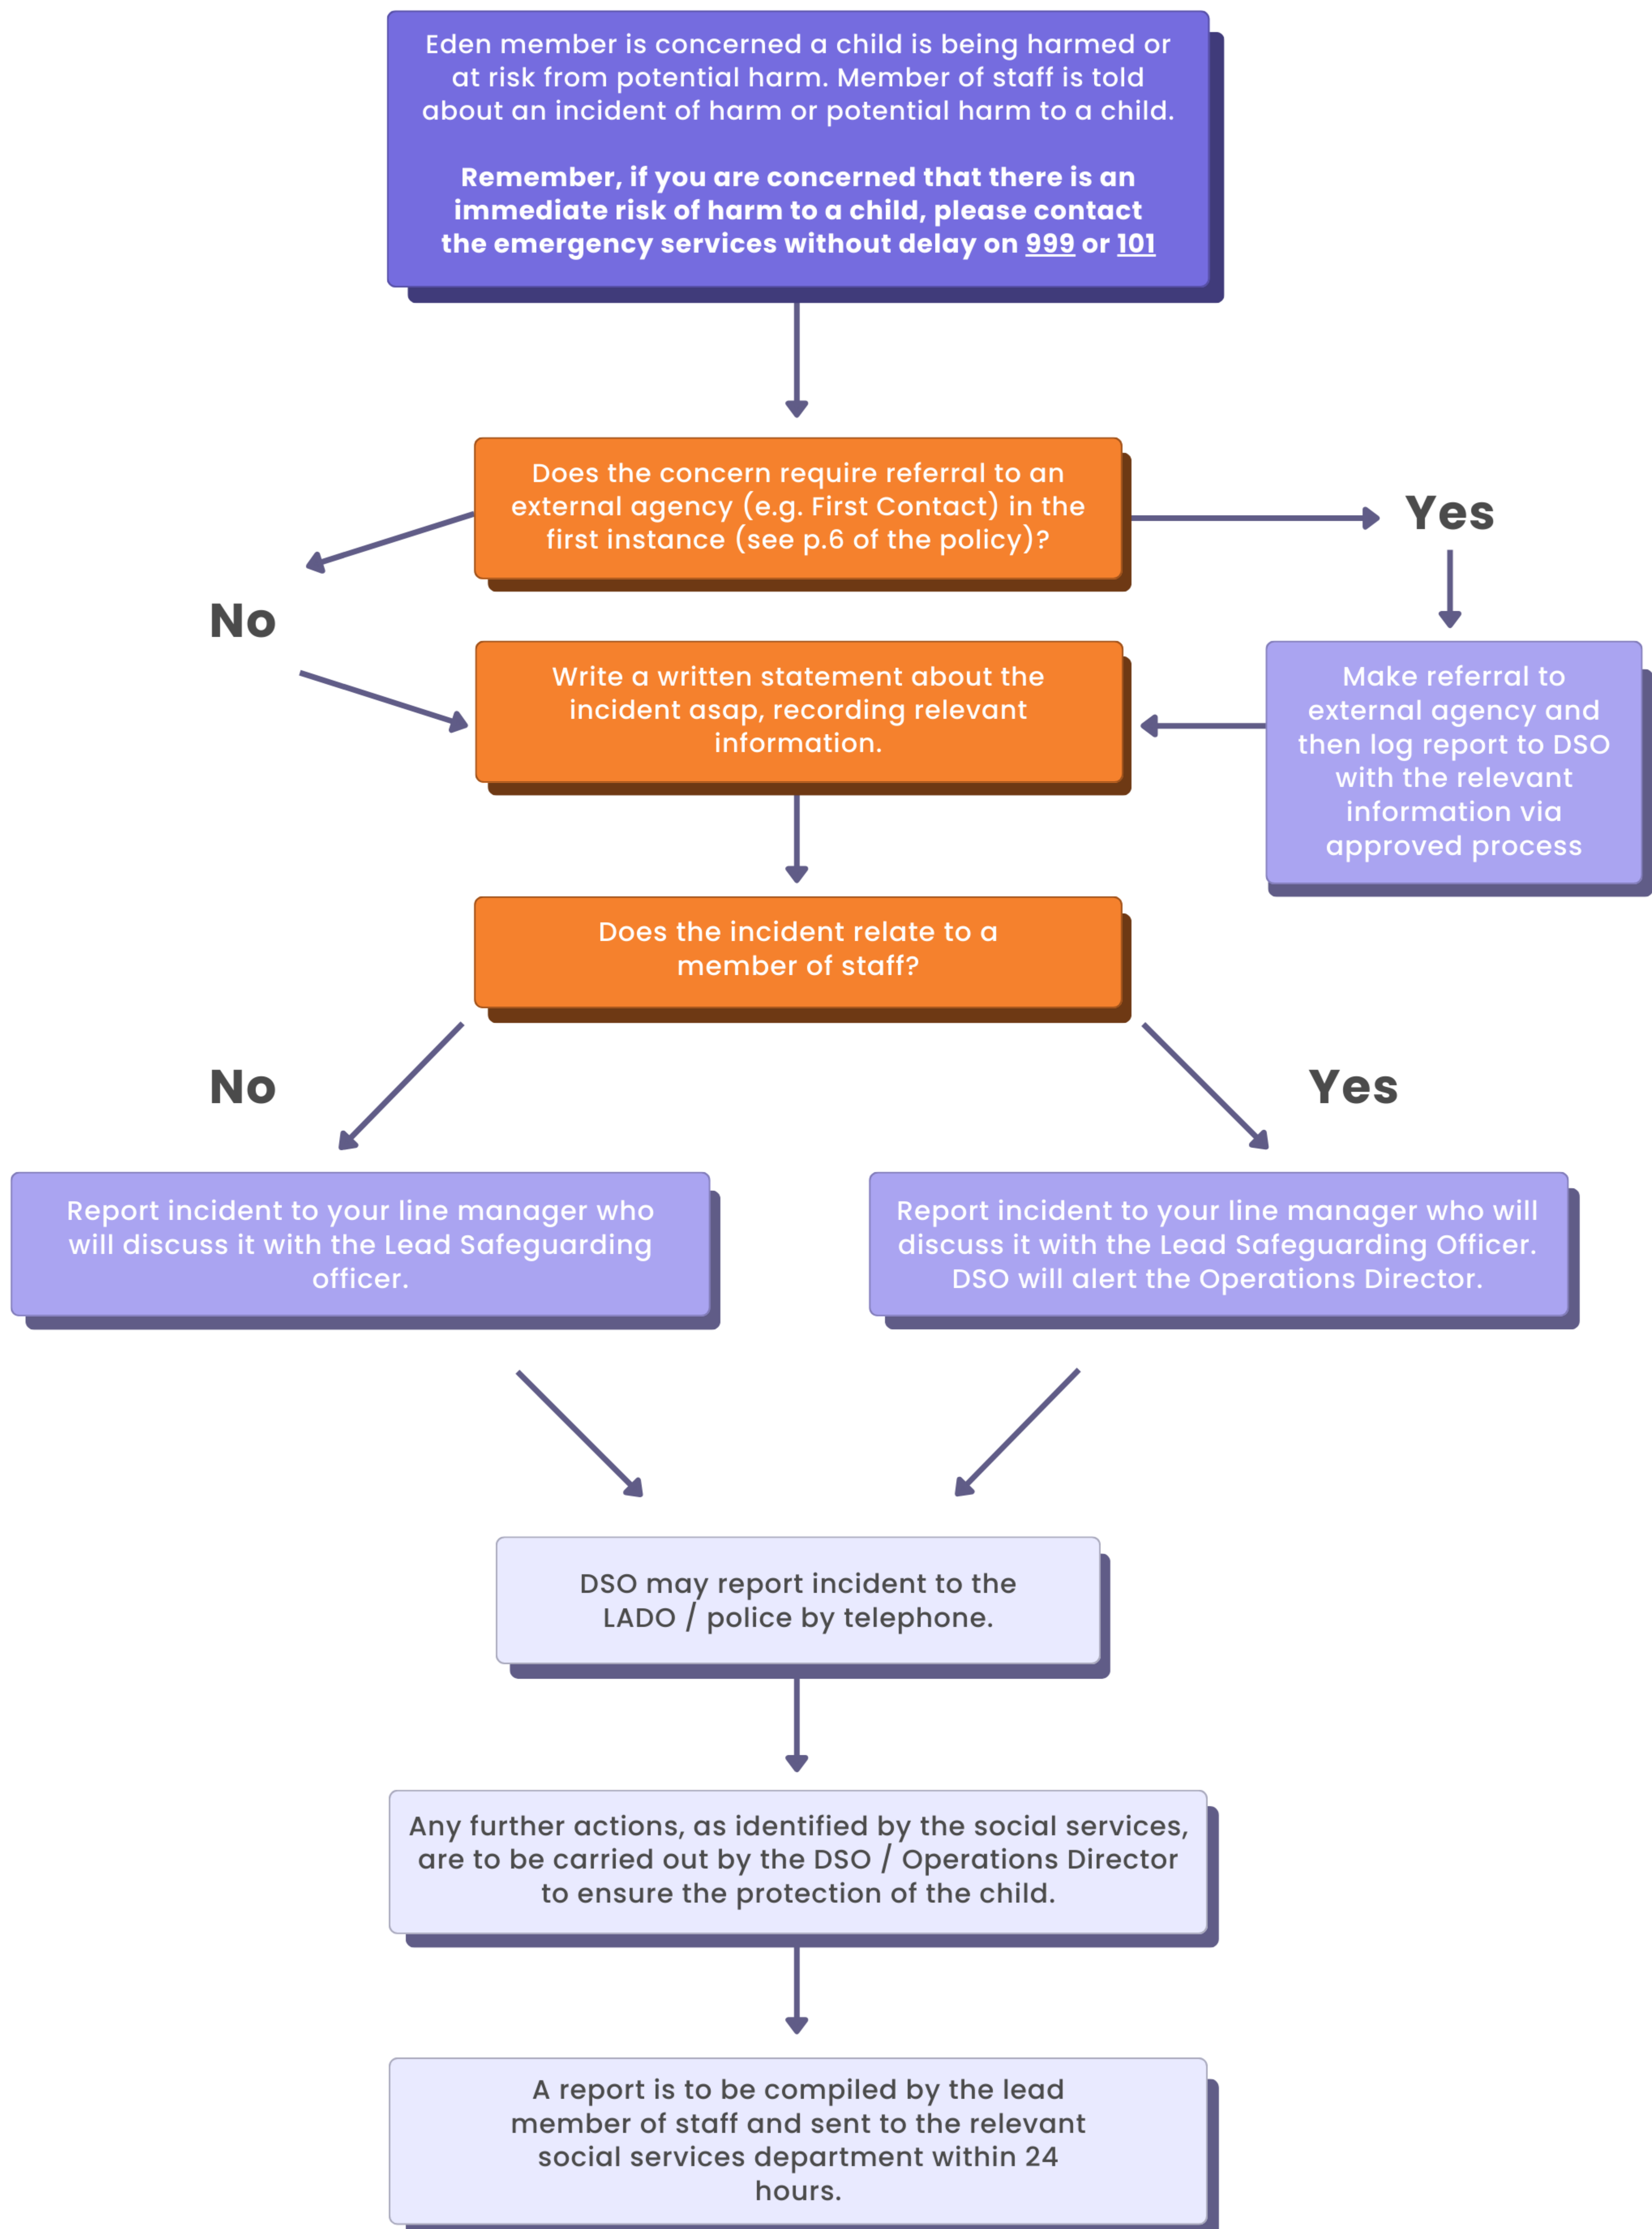 Eden member is concerned a child is being harmed or
at risk from potential harm. Member of staff is told
about an incident of harm or potential harm to a child.
Remember, if you are concerned that there is an
immediate risk of harm to a child, please contact
the emergency services without delay on 999 or 101
Does the concern require referral to an
external agency (e.g. First Contact) in the
first instance (see p.6 of the policy)?
Yes
No
Write a written statement about the
incident asap, recording relevant
information.
Make referral to
external agency and
then log report to DSO
with the relevant
information via
approved process
Does the incident relate to a
member of staff?
No
Yes
Report incident to your line manager who
will discuss it with the Lead Safeguarding
officer.
Report incident to your line manager who will
discuss it with the Lead Safeguarding Officer.
DSO will alert the Operations Director.
DSO may report incident to the
LADO / police by telephone.
Any further actions, as identified by the social services,
are to be carried out by the DSO / Operations Director
to ensure the protection of the child.
A report is to be compiled by the lead
member of staff and sent to the relevant
social services department within 24
hours.